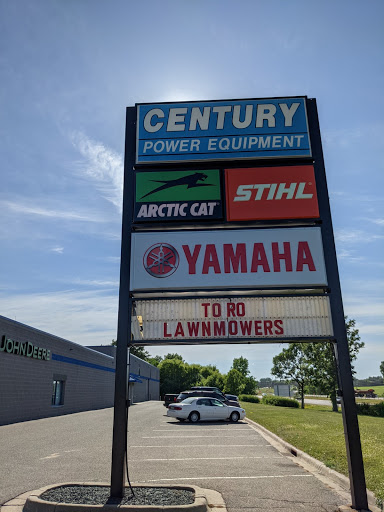 CENTURY
POWER EQUIPMENT
ARCTIC CAT
STIHL
YAMAHA
TO RO
LAWNMOWERS
JOHN DEERE